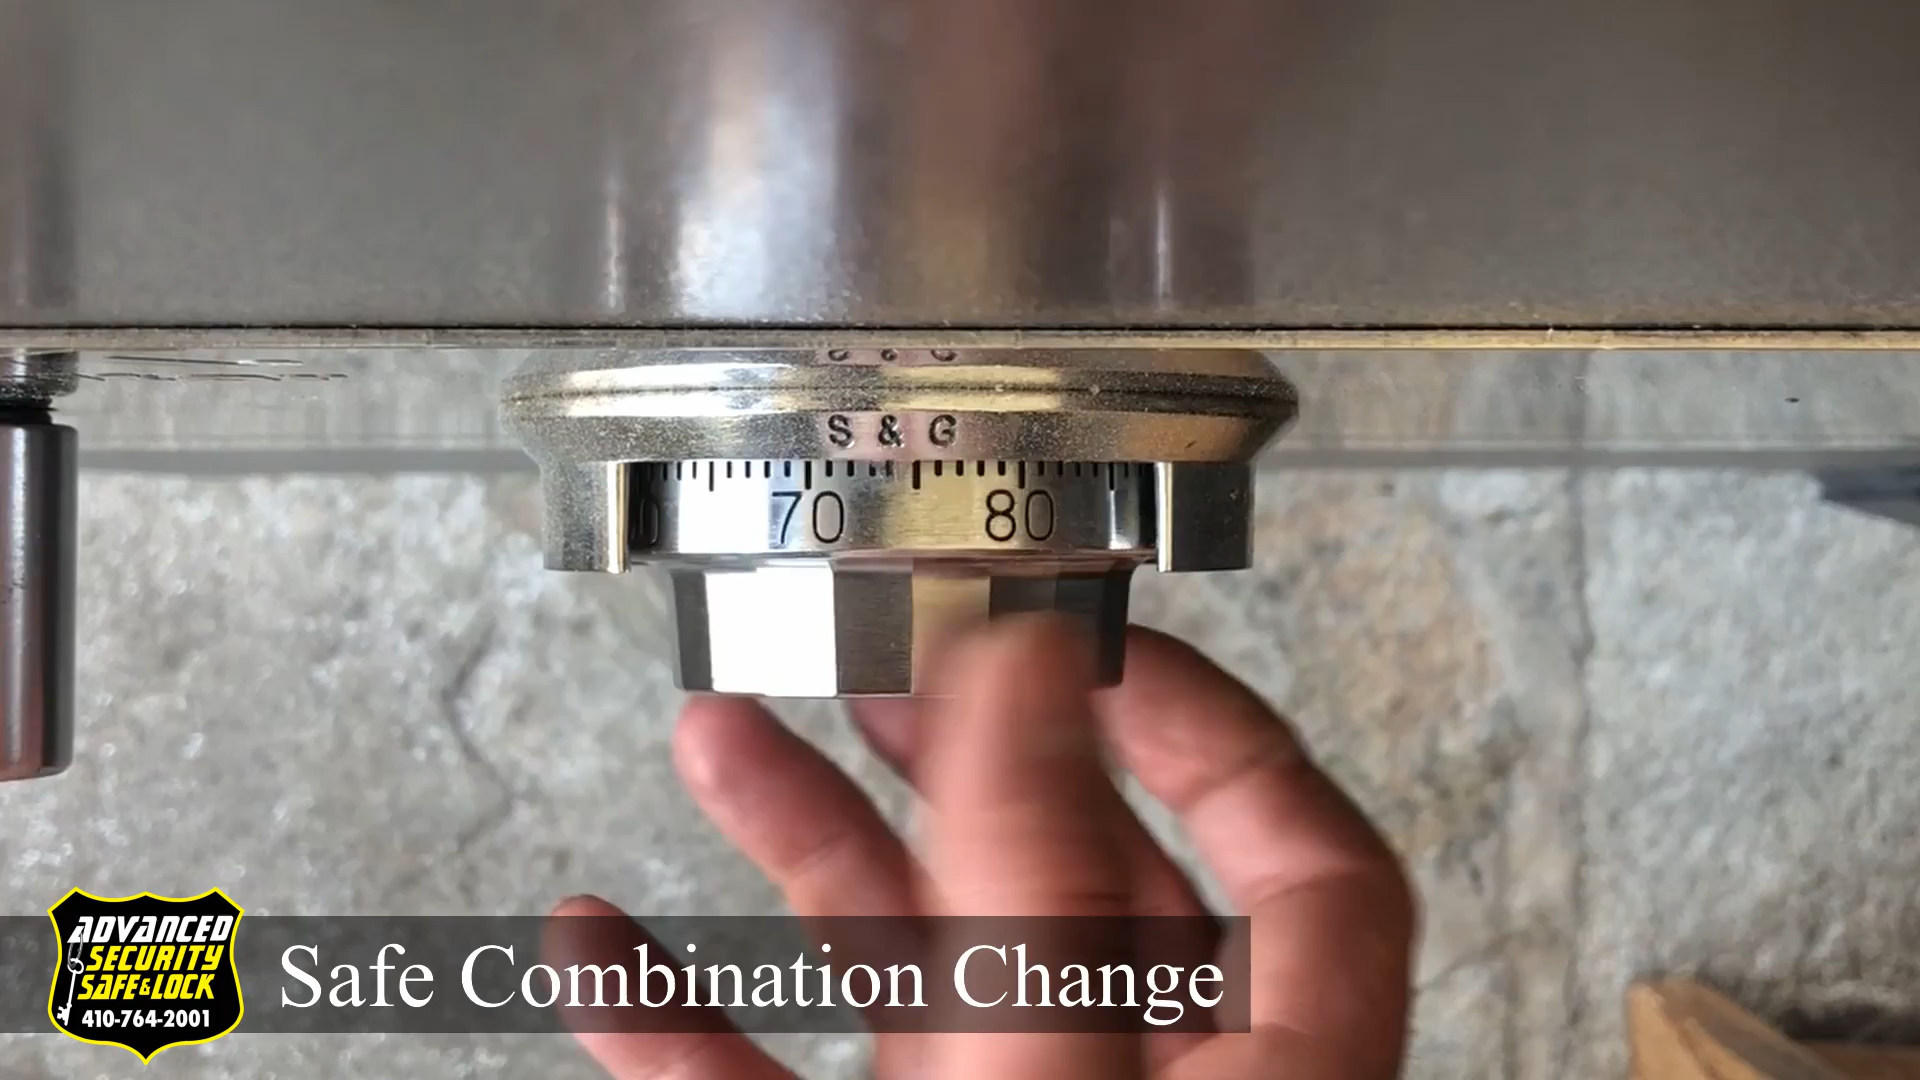 S & G
70
80
ADVANCED
SECURITY
SAFE & LOCK
410-764-2001
Safe Combination Change